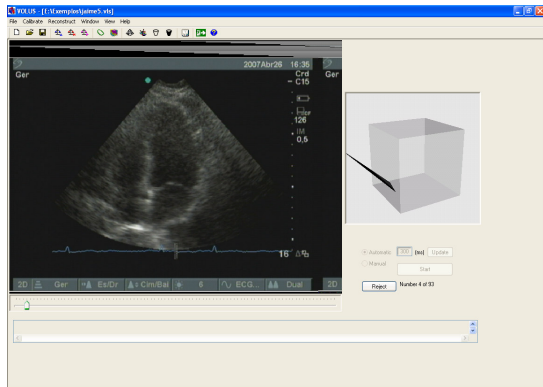 VOLUS - [E:\Exemplos\jaime5.vls]
File Calibrate Reconstruct Window View Help
2007Abr26 16:35
Ger
Crd
C15
Ger
126
IM
0,5
16
2D Ger Es/Dr Cim/Bai 6 ECG... Dual 2D
Automatic 300 (ms) Update
Manual
Start
Reject Number 4 of 93